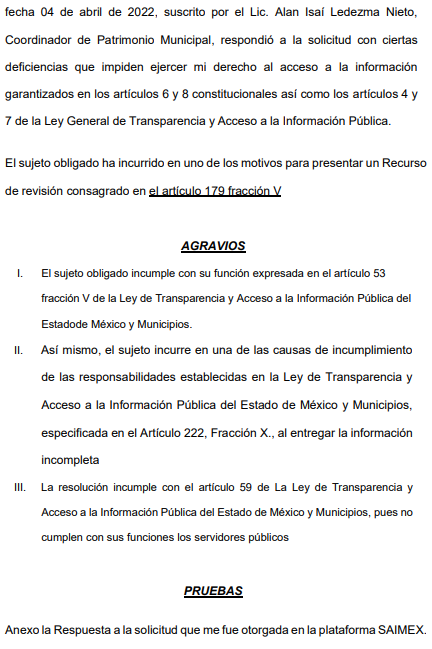 fecha 04 de abril de 2022, suscrito por el Lic. Alan Isaí Ledezma Nieto,
Coordinador de Patrimonio Municipal, respondió a la solicitud con ciertas
deficiencias que impiden ejercer mi derecho al acceso a la información
garantizados en los artículos 6 y 8 constitucionales así como los artículos 4 y
7 de la Ley General de Transparencia y Acceso a la Información Pública.
El sujeto obligado ha incurrido en uno de los motivos para presentar un Recurso
de revisión consagrado en el artículo 179 fracción V
AGRAVIOS
I. El sujeto obligado incumple con su función expresada en el artículo 53
fracción V de la Ley de Transparencia y Acceso a la Información Pública del
Estadode México y Municipios.
II. Así mismo, el sujeto incurre en una de las causas de incumplimiento
de las responsabilidades establecidas en la Ley de Transparencia y
Acceso a la Información Pública del Estado de México y Municipios,
especificada en el Artículo 222, Fracción X., al entregar la información
incompleta
III. La resolución incumple con el artículo 59 de La Ley de Transparencia y
Acceso a la Información Pública del Estado de México y Municipios, pues no
cumplen con sus funciones los servidores públicos
PRUEBAS
Anexo la Respuesta a la solicitud que me fue otorgada en la plataforma SAIMEX.